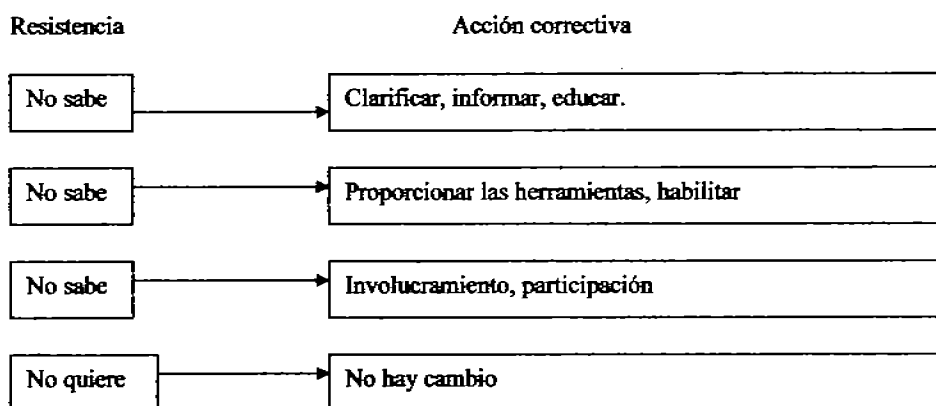 Resistencia Acción correctiva
No sabe Clarificar, informar, educar.
No sabe Proporcionar las herramientas, habilitar
No sabe Involucramiento, participación
No quiere No hay cambio